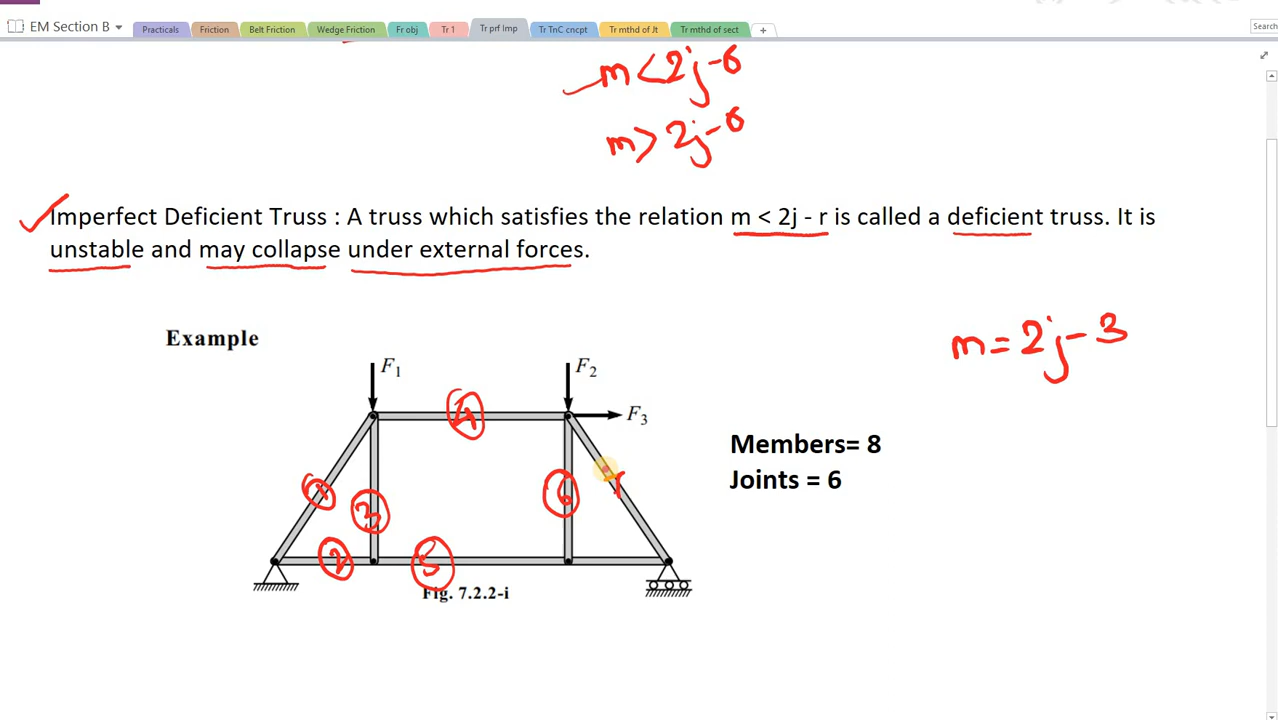 EM Section B
Practicals Friction Belt Friction Wedge Friction Fr obj Tr 1 Tr prf Imp Tr TnC cncpt Tr mthd of Jt Tr mthd of sect +
Search
m < 2j - 6
m > 2j - 6
Imperfect Deficient Truss : A truss which satisfies the relation m < 2j - r is called a deficient truss. It is
unstable and may collapse under external forces.
Example
m = 2j - 3
F1 F2
F3
4
Members= 8
Joints = 6
1 3 6
2 5
Fig. 7.2.2-i